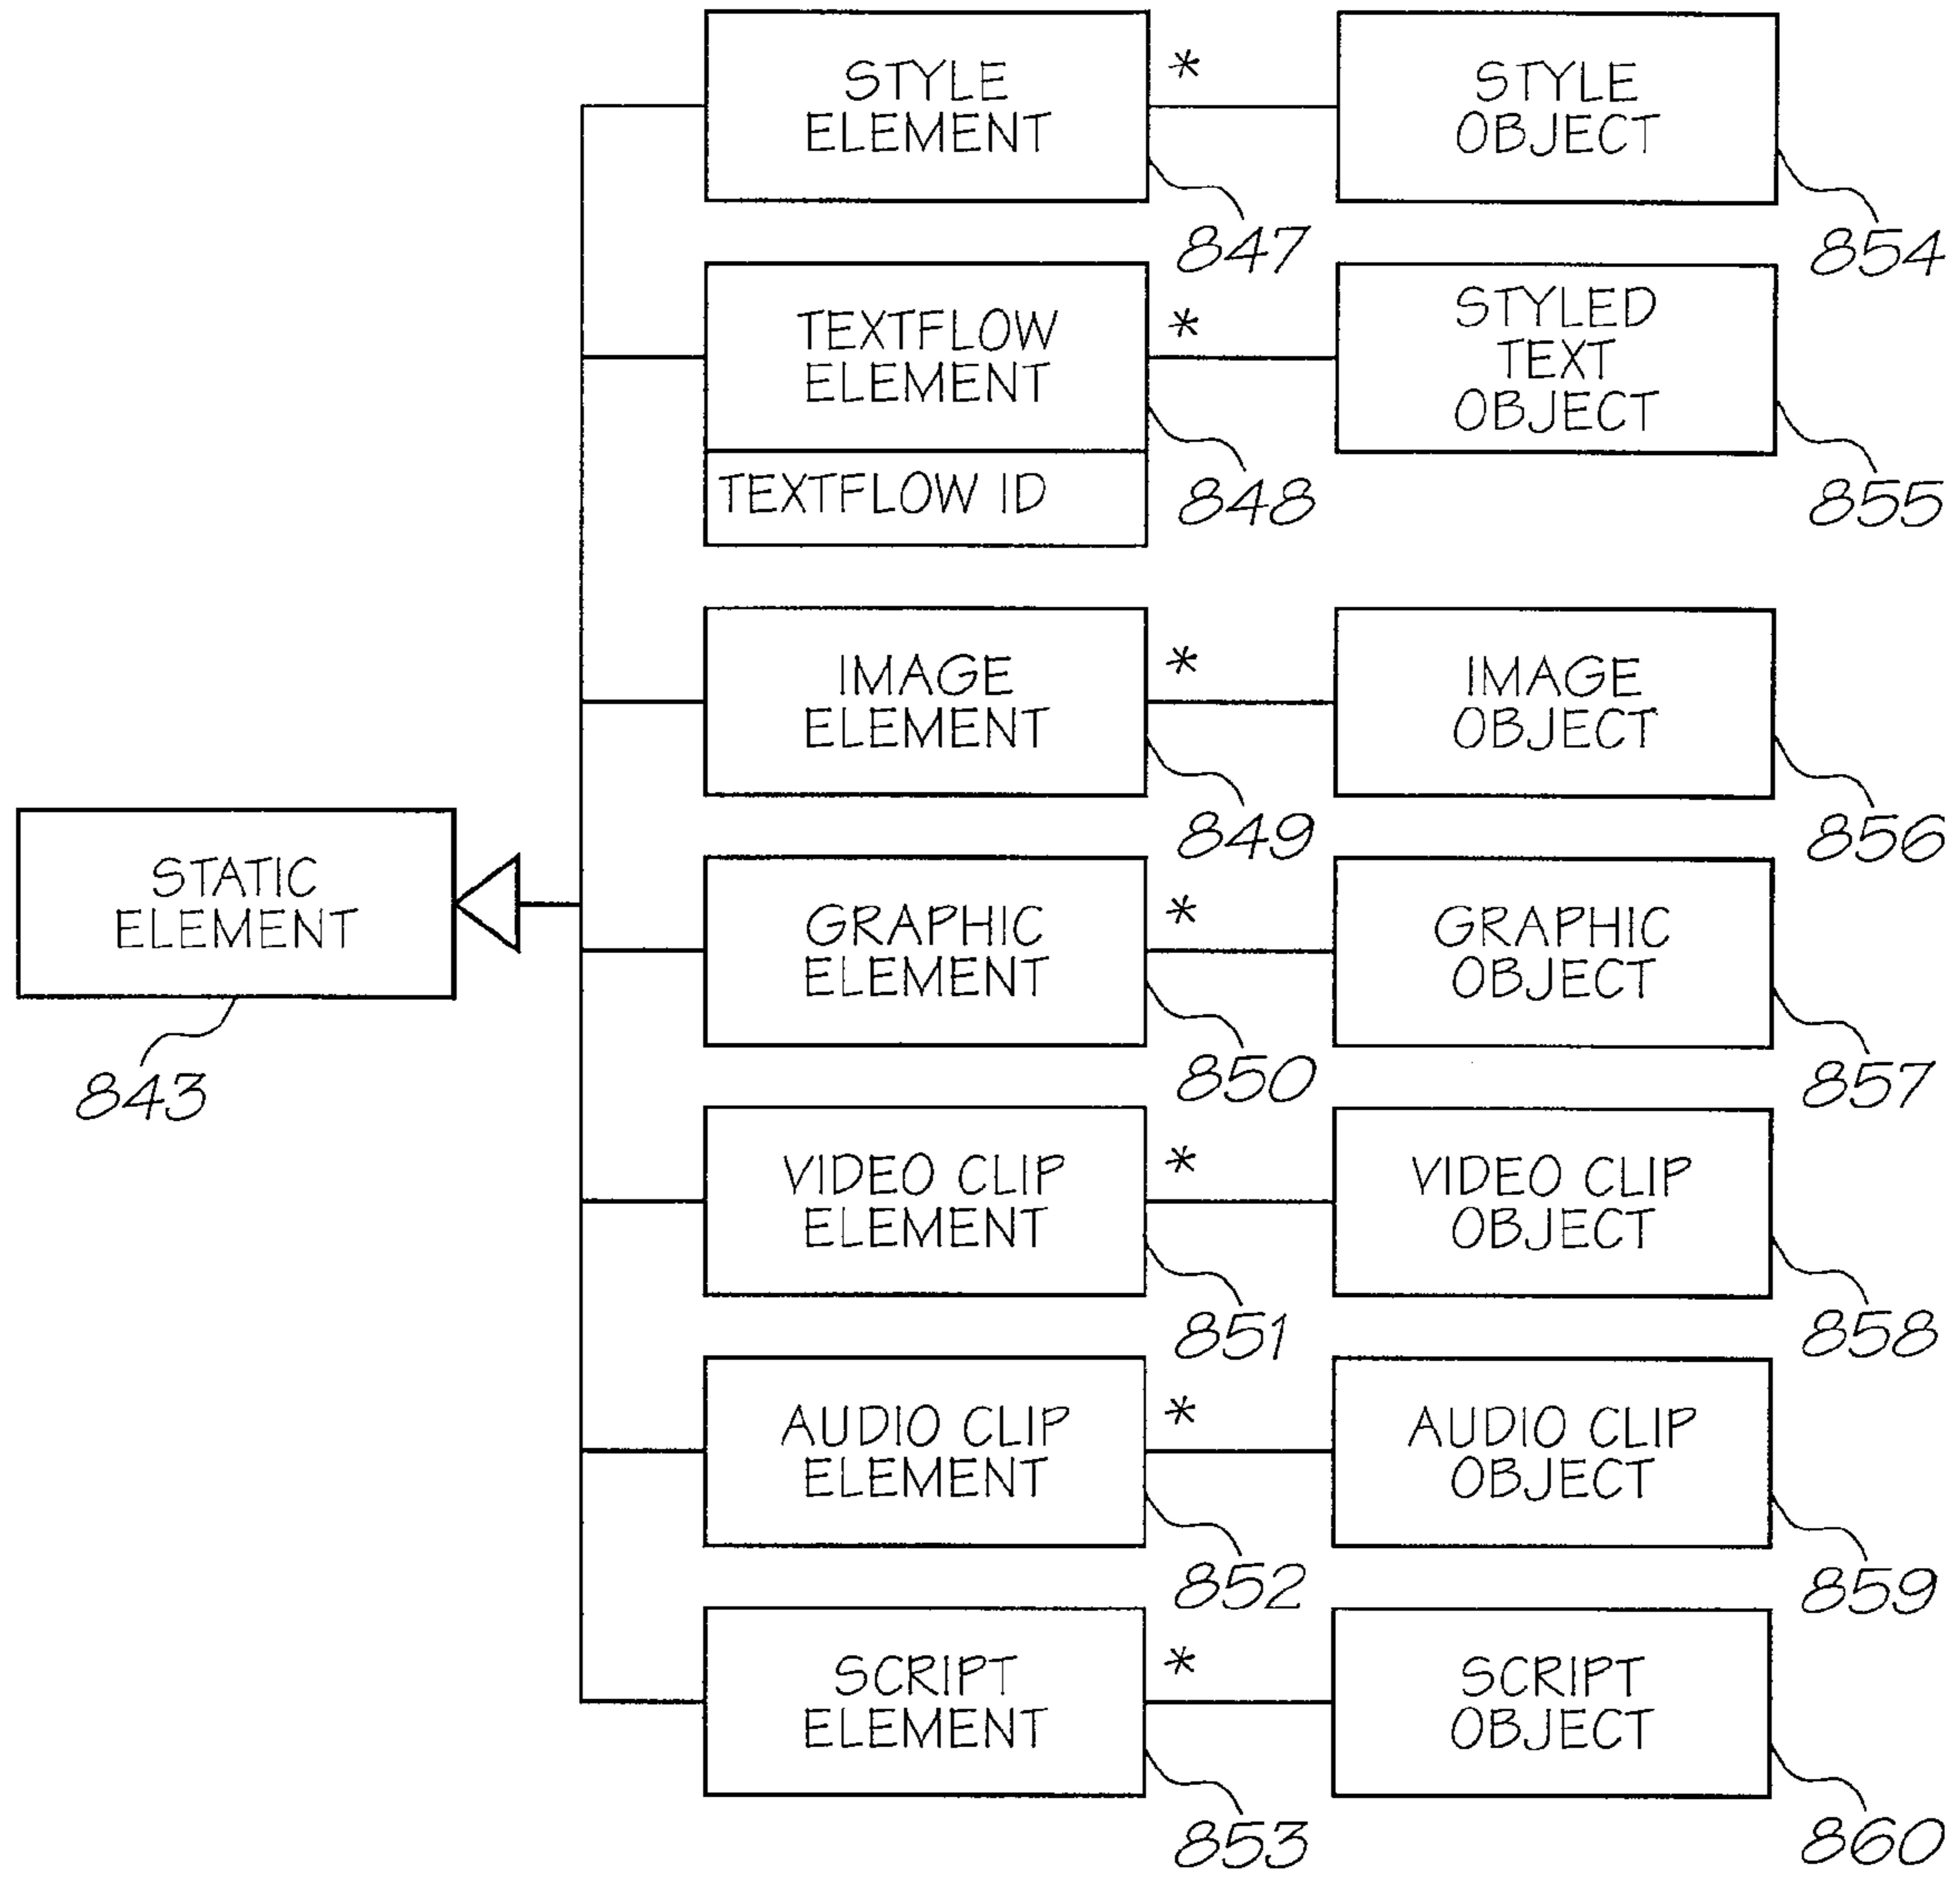 STYLE
ELEMENT
*
STYLE
OBJECT
847
854
TEXTFLOW
ELEMENT
*
STYLED
TEXT
OBJECT
TEXTFLOW ID
848
855
IMAGE
ELEMENT
*
IMAGE
OBJECT
849
856
STATIC
ELEMENT
843
GRAPHIC
ELEMENT
*
GRAPHIC
OBJECT
850
857
VIDEO CLIP
ELEMENT
*
VIDEO CLIP
OBJECT
851
858
AUDIO CLIP
ELEMENT
*
AUDIO CLIP
OBJECT
852
859
SCRIPT
ELEMENT
*
SCRIPT
OBJECT
853
860